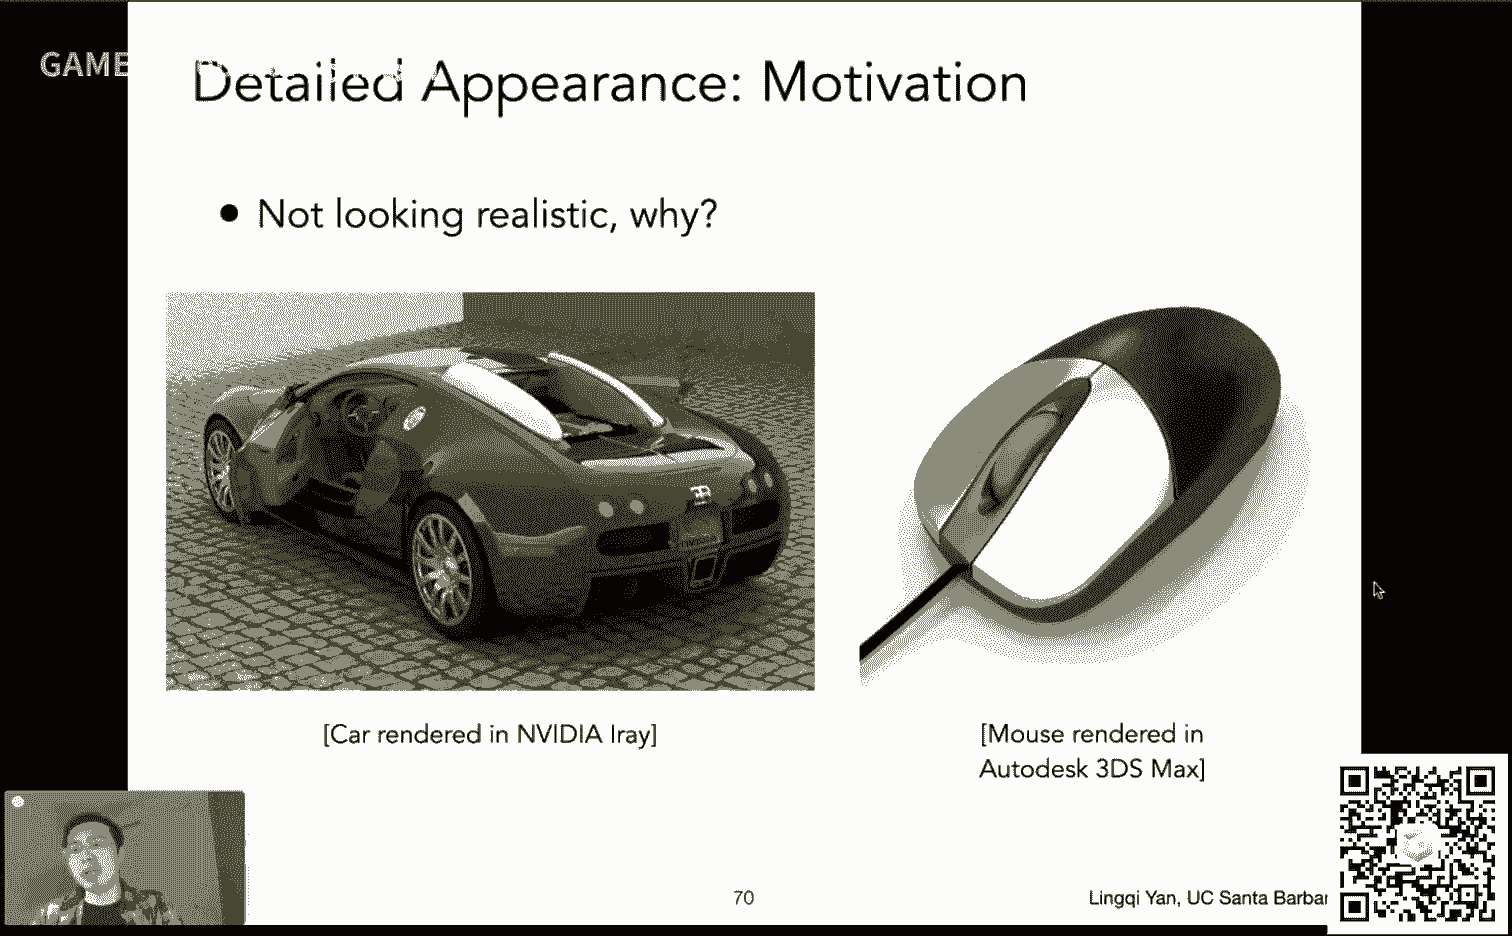 GAME
Detailed Appearance: Motivation
● Not looking realistic, why?
[Car rendered in NVIDIA Iray]
[Mouse rendered in
Autodesk 3DS Max]
70
Lingqi Yan, UC Santa Barbar